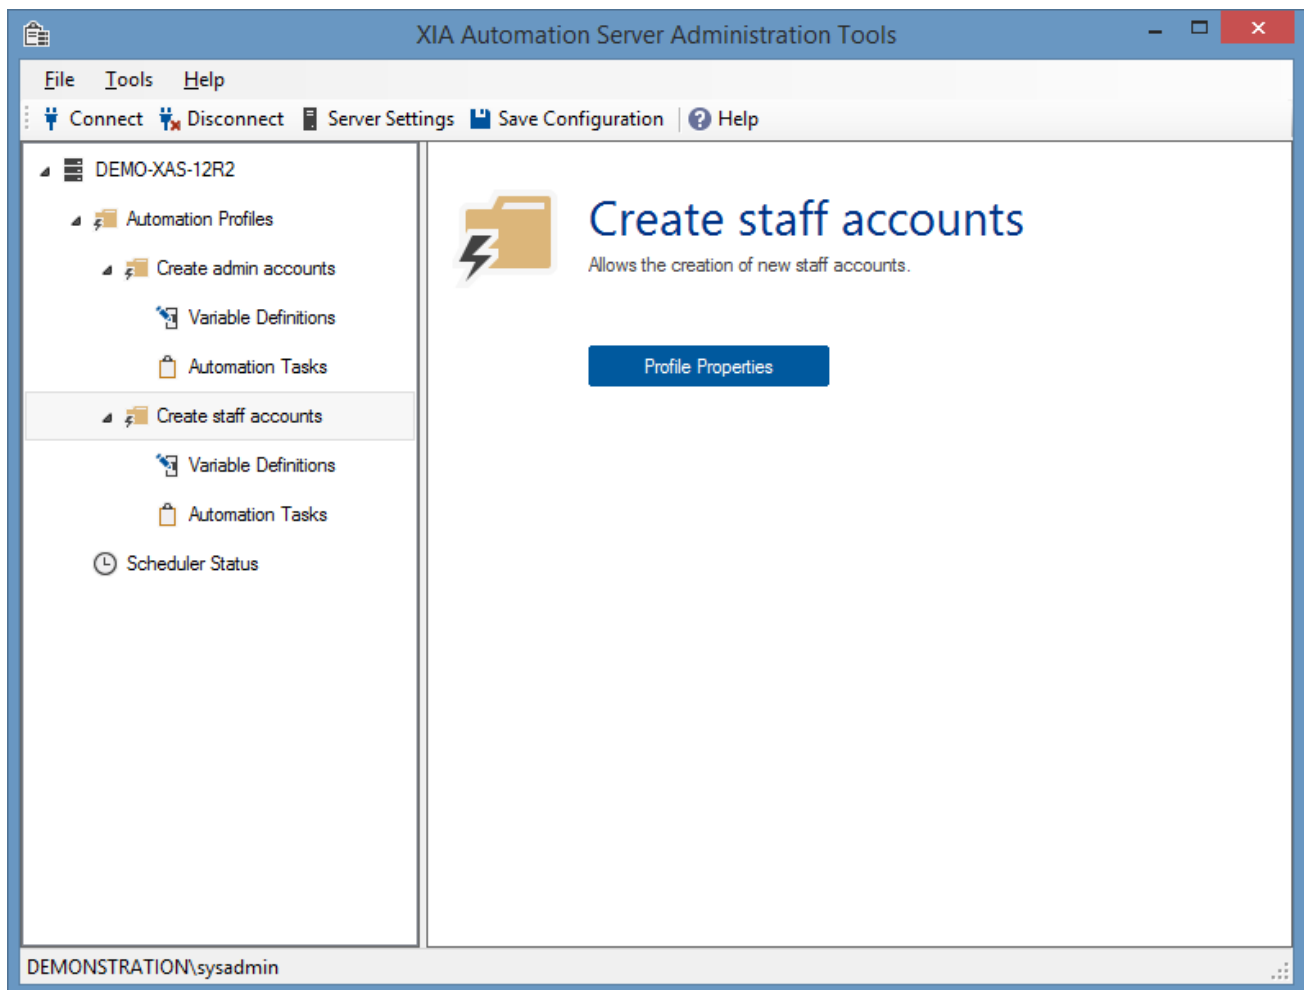 XIA Automation Server Administration Tools
File Tools Help
Connect Disconnect Server Settings Save Configuration Help
DEMO-XAS-12R2
Automation Profiles
Create admin accounts
Variable Definitions
Automation Tasks
Create staff accounts
Variable Definitions
Automation Tasks
Scheduler Status
Create staff accounts
Allows the creation of new staff accounts.
Profile Properties
DEMONSTRATION\sysadmin